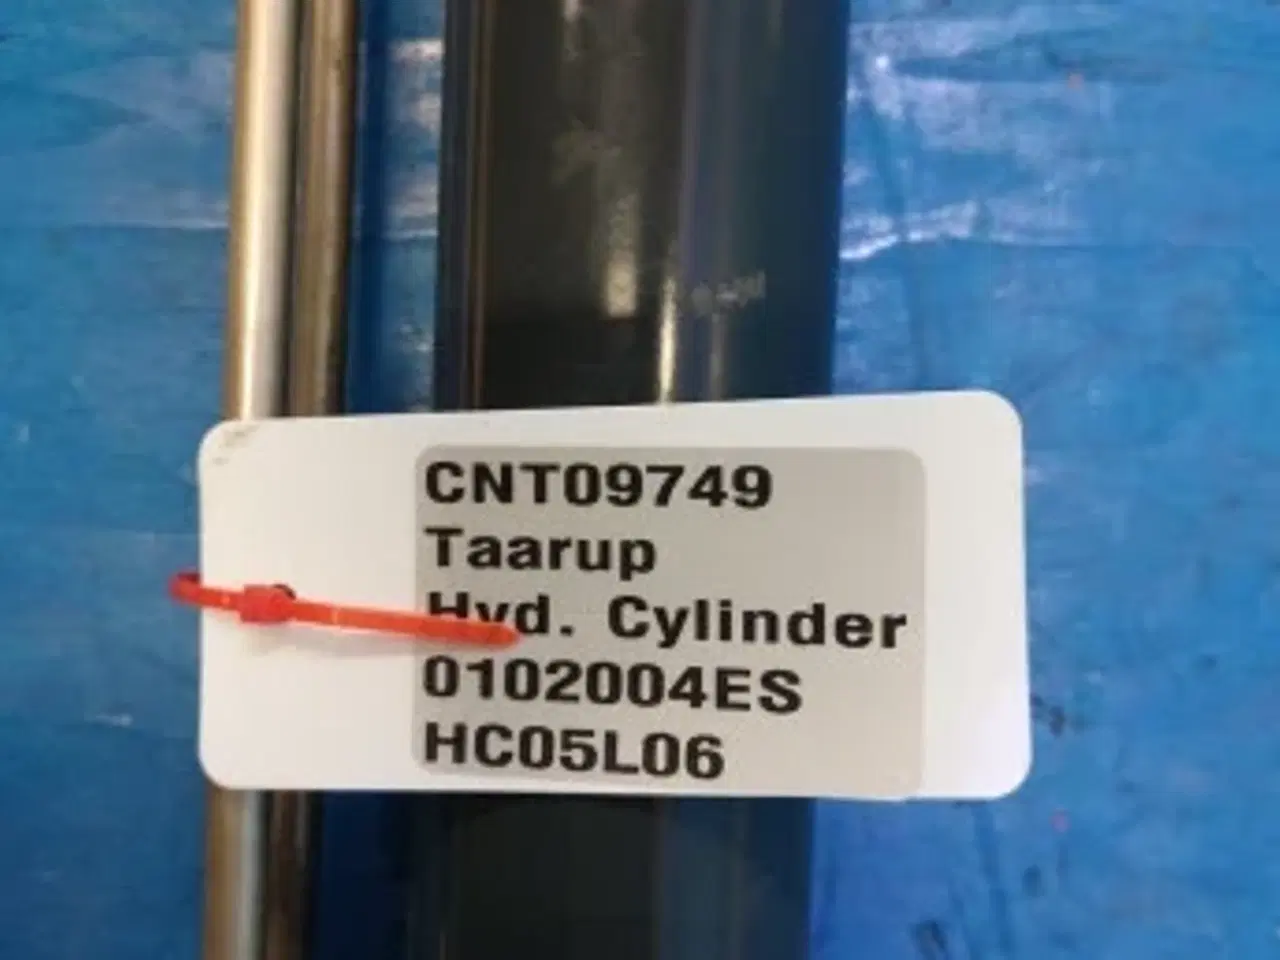 CNT09749
Taarup
Hyd. Cylinder
0102004ES
HC05L06